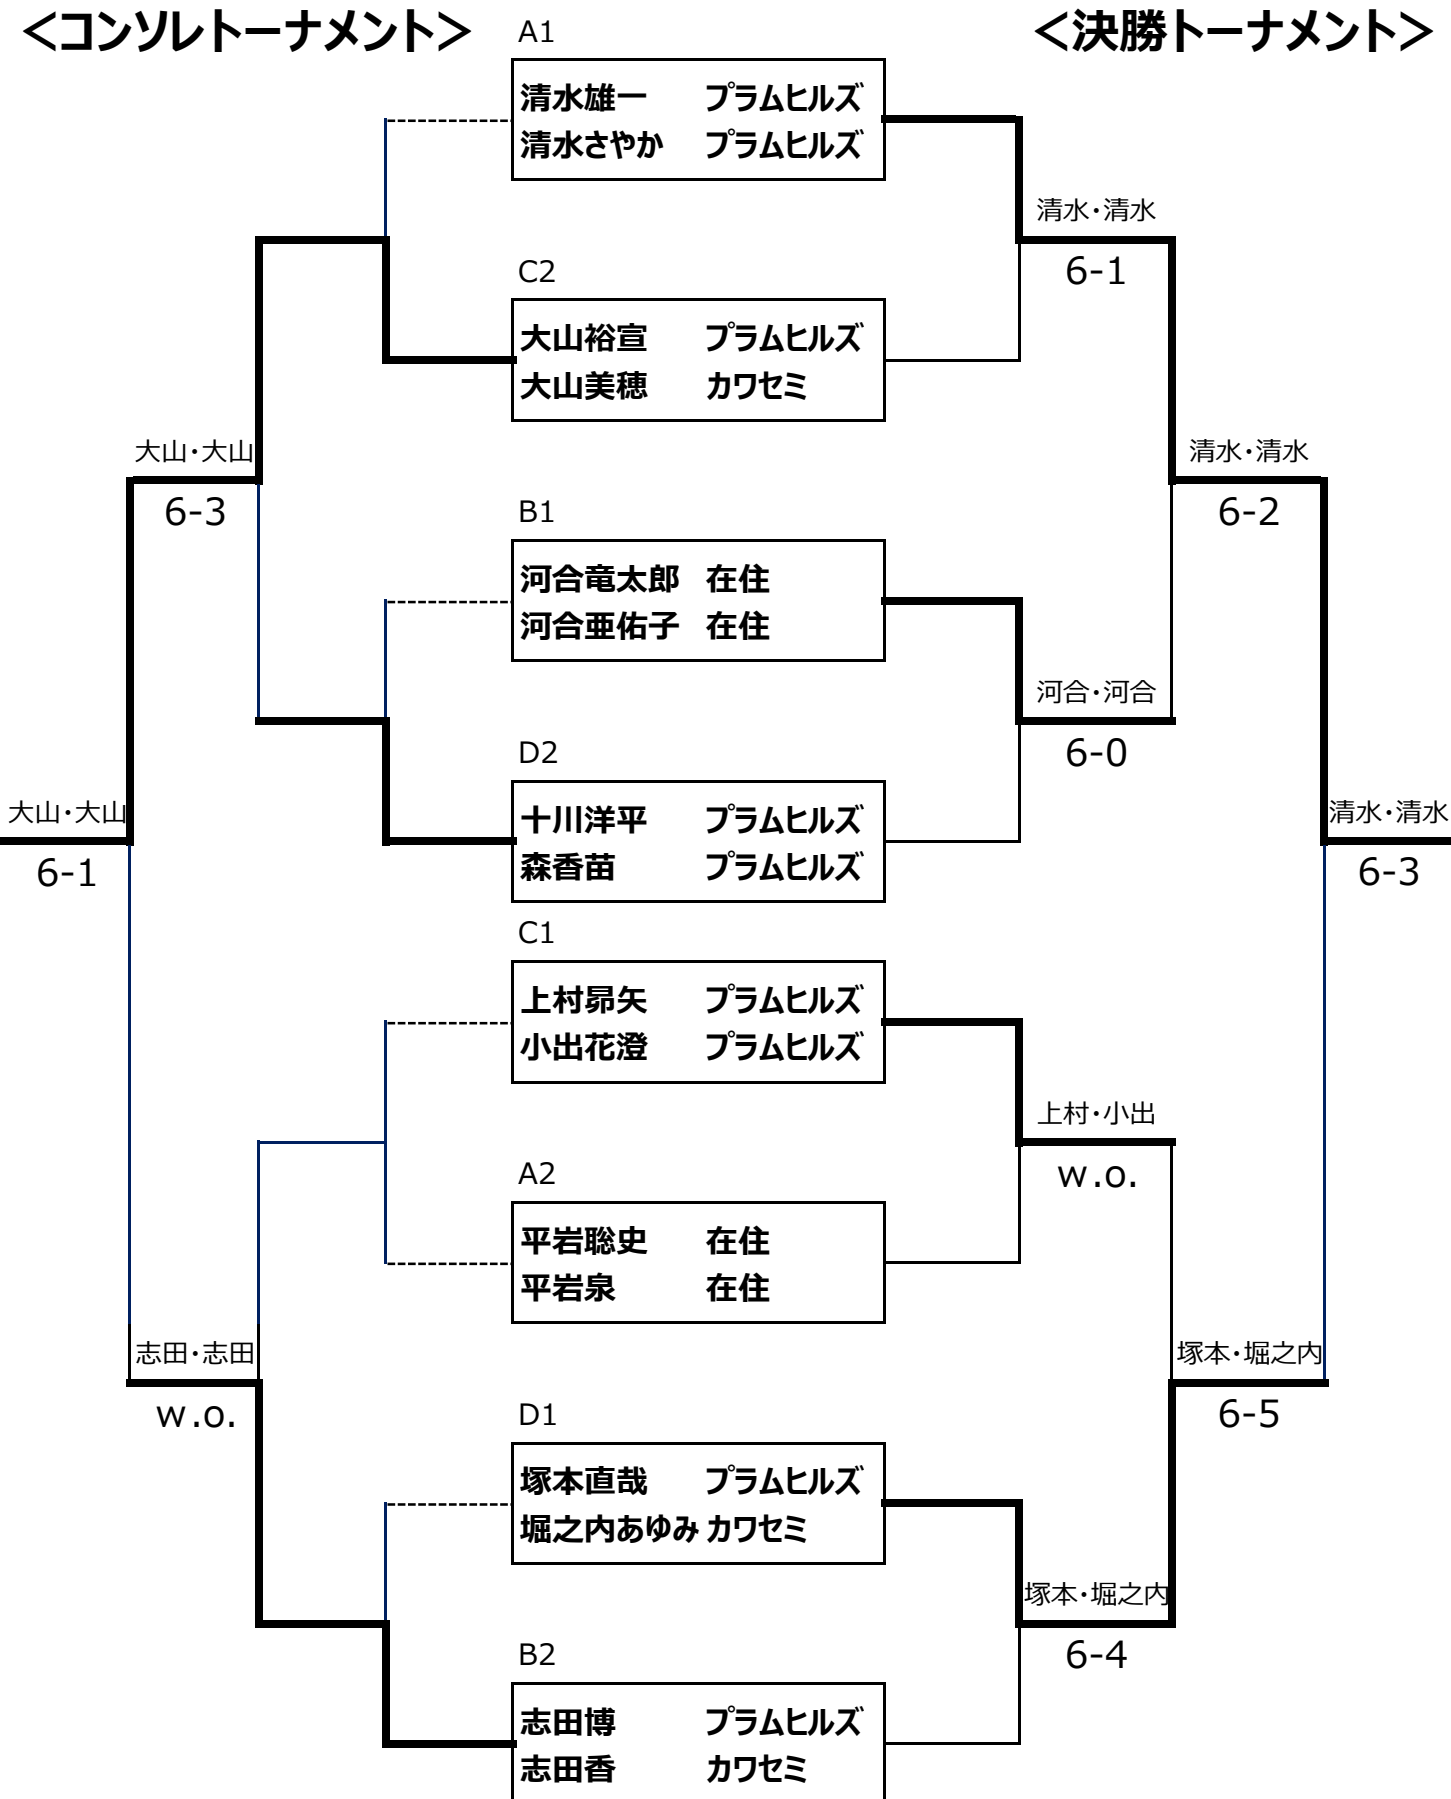 ＜コンソレトーナメント＞
＜決勝トーナメント＞
A1
清水雄一 プラムヒルズ
清水さやか プラムヒルズ
清水・清水
6-1
C2
大山裕宣 プラムヒルズ
大山美穂 カワセミ
大山・大山
6-3
清水・清水
6-2
B1
河合竜太郎 在住
河合亜佑子 在住
河合・河合
6-0
D2
十川洋平 プラムヒルズ
森香苗 プラムヒルズ
大山・大山
6-1
清水・清水
6-3
C1
上村昴矢 プラムヒルズ
小出花澄 プラムヒルズ
上村・小出
w.o.
A2
平岩聡史 在住
平岩泉 在住
志田・志田
w.o.
塚本・堀之内
6-5
D1
塚本直哉 プラムヒルズ
堀之内あゆみ カワセミ
塚本・堀之内
6-4
B2
志田博 プラムヒルズ
志田香 カワセミ